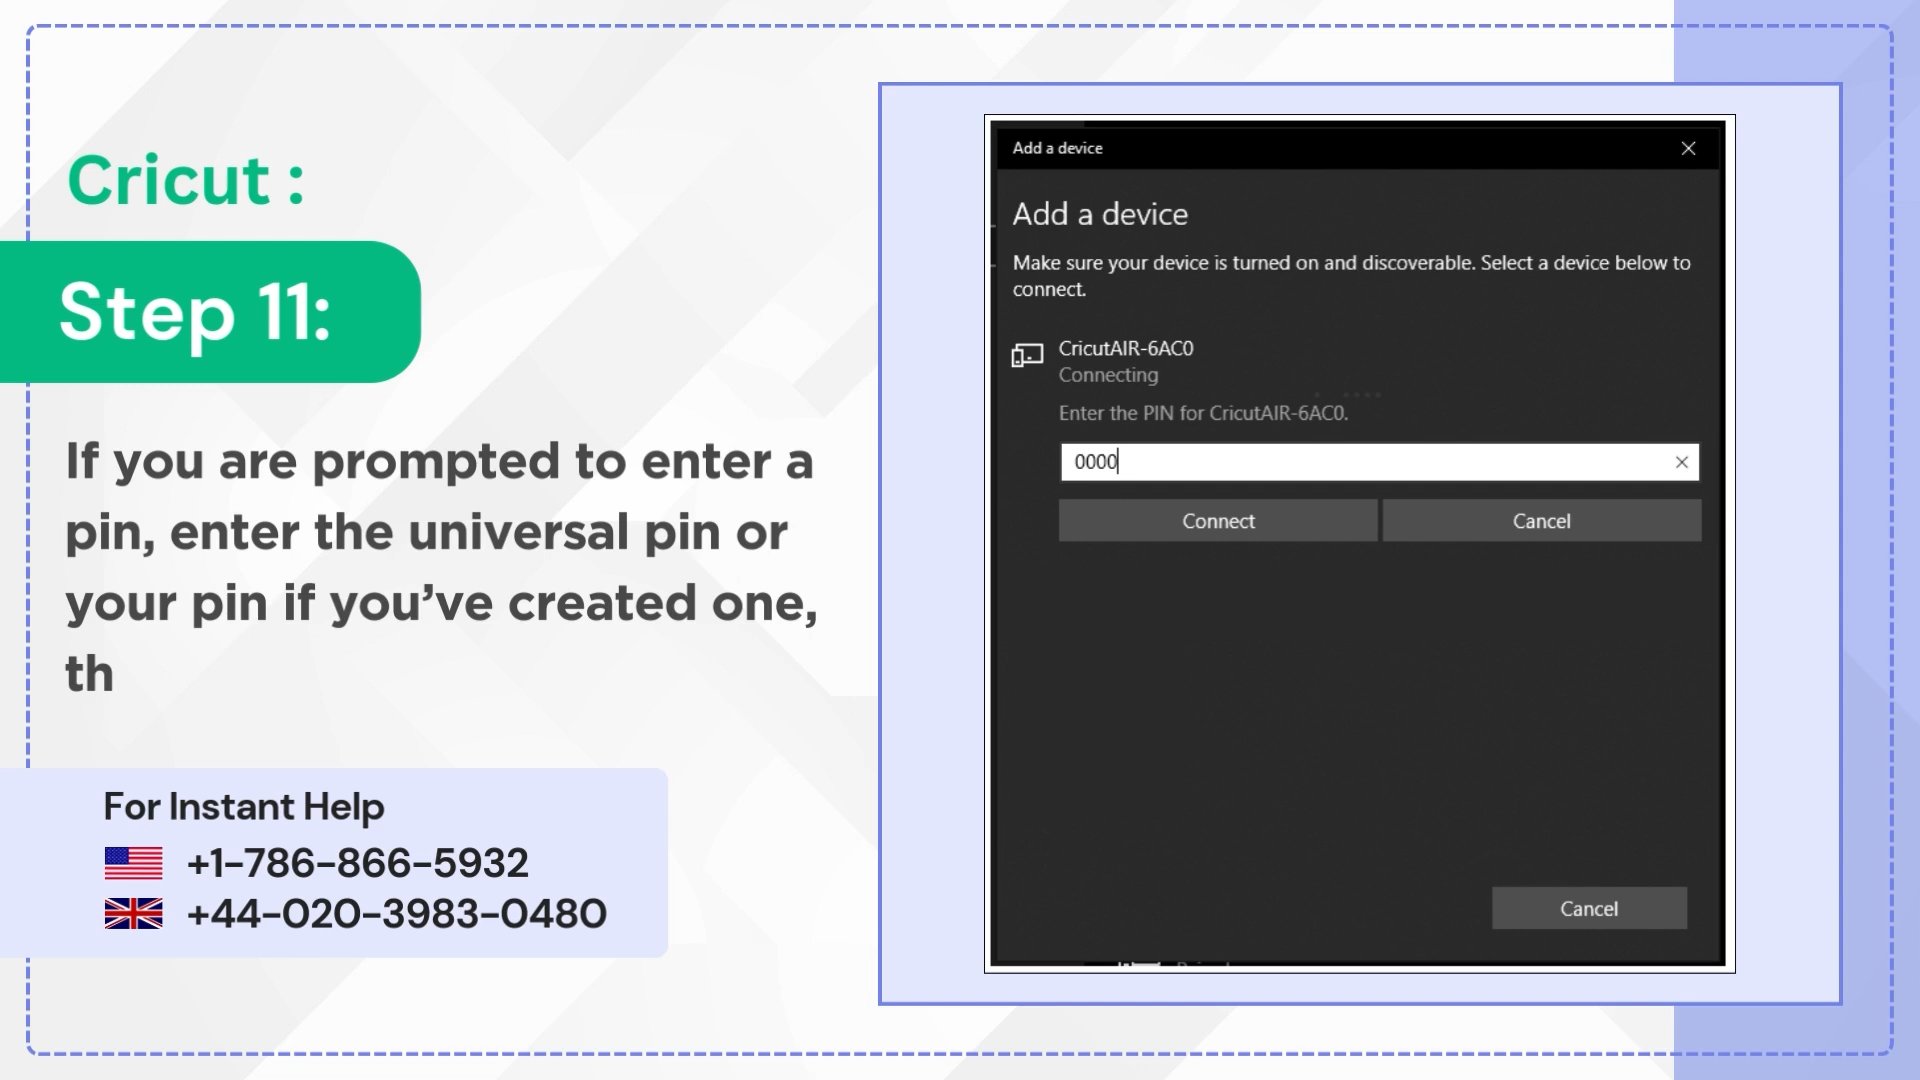 Cricut :
Step 11:
If you are prompted to enter a
pin, enter the universal pin or
your pin if you’ve created one,
th
For Instant Help
+1-786-866-5932
+44-020-3983-0480
Add a device
Add a device
Make sure your device is turned on and discoverable. Select a device below to
connect.
CricutAIR-6AC0
Connecting
Enter the PIN for CricutAIR-6AC0.
0000
Connect
Cancel
Cancel